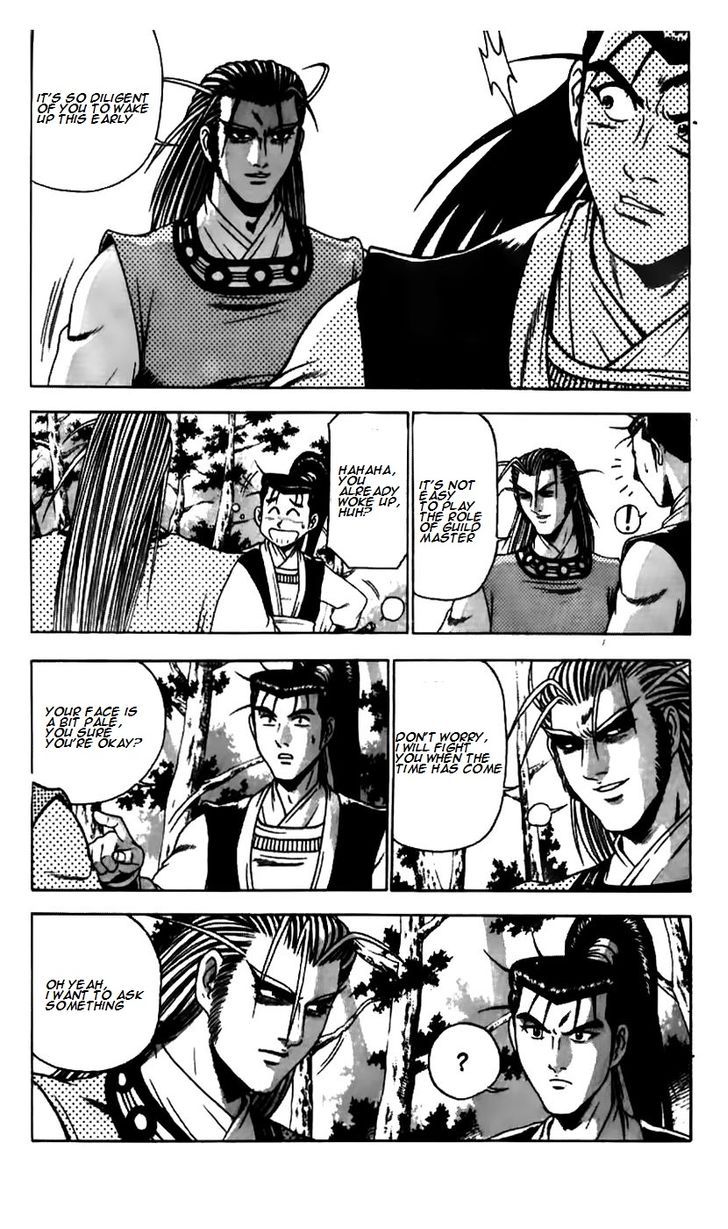 IT'S SO DILIGENT
OF YOU TO WAKE
UP THIS EARLY
HAHAHA,
YOU
ALREADY
WOKE UP,
HUH?
IT'S NOT
EASY
TO PLAY
THE ROLE
OF GUILD
MASTER
!
YOUR FACE IS
A BIT PALE,
YOU SURE
YOU'RE OKAY?
DON'T WORRY,
I WILL FIGHT
YOU WHEN THE
TIME HAS COME
OH YEAH,
I WANT TO ASK
SOMETHING
?